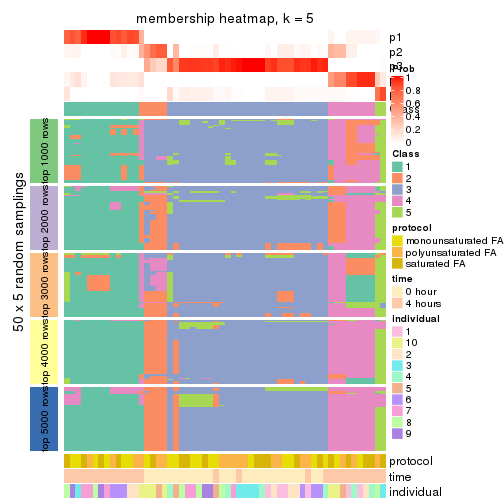 membership heatmap, k = 5
p1
p2
p3
Prob
1
0.8
0.6
0.4
0.2
0
Class
1
2
3
4
5
protocol
monounsaturated FA
polyunsaturated FA
saturated FA
time
0 hour
4 hours
individual
1
10
2
3
4
5
6
7
8
9
50 x 5 random samplings
top 1000 rows
top 2000 rows
top 3000 rows
top 4000 rows
top 5000 rows
protocol
time
individual